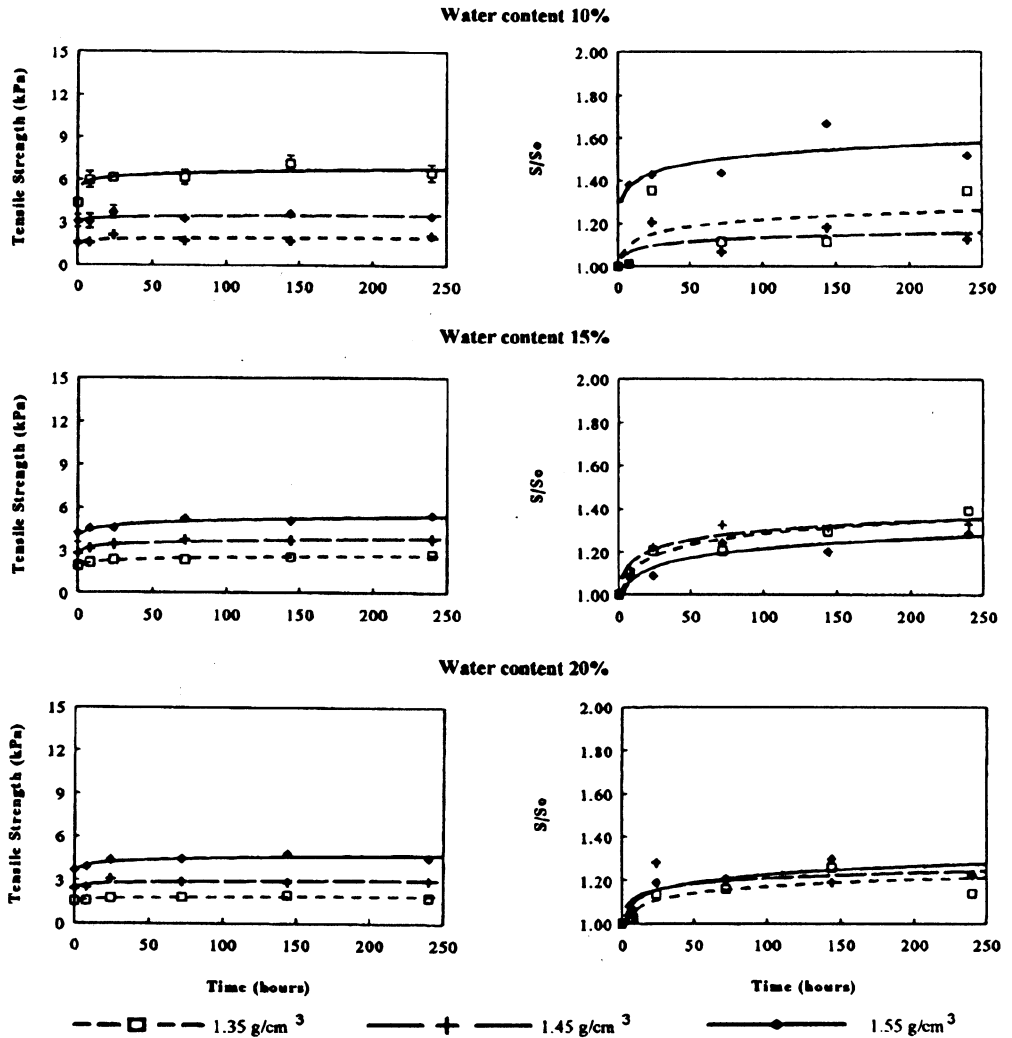 Water content 10%
Tensile Strength (kPa)
15
12
9
6
3
0
0 50 100 150 200 250
S/So
2.00
1.80
1.60
1.40
1.20
1.00
0 50 100 150 200 250
Water content 15%
Tensile Strength (kPa)
15
12
9
6
3
0
0 50 100 150 200 250
S/So
2.00
1.80
1.60
1.40
1.20
1.00
0 50 100 150 200 250
Water content 20%
Tensile Strength (kPa)
15
12
9
6
3
0
0 50 100 150 200 250
Time (hours)
S/So
2.00
1.80
1.60
1.40
1.20
1.00
0 50 100 150 200 250
Time (hours)
1.35 g/cm 3
1.45 g/cm 3
1.55 g/cm 3